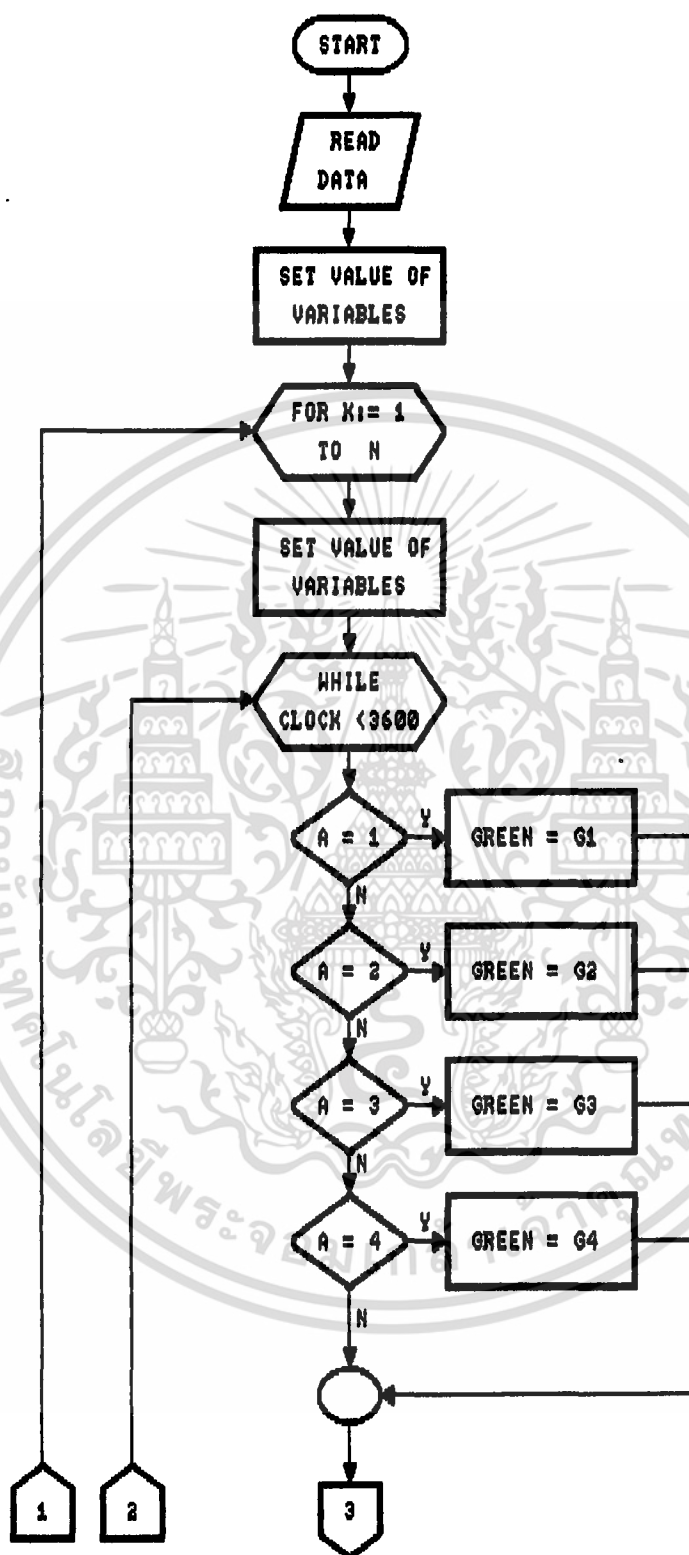 START
READ
DATA
SET VALUE OF
VARIABLES
FOR K:= 1
TO N
SET VALUE OF
VARIABLES
WHILE
CLOCK <3600
A = 1
Y
GREEN = G1
N
A = 2
Y
GREEN = G2
N
A = 3
Y
GREEN = G3
N
A = 4
Y
GREEN = G4
N
1
2
3